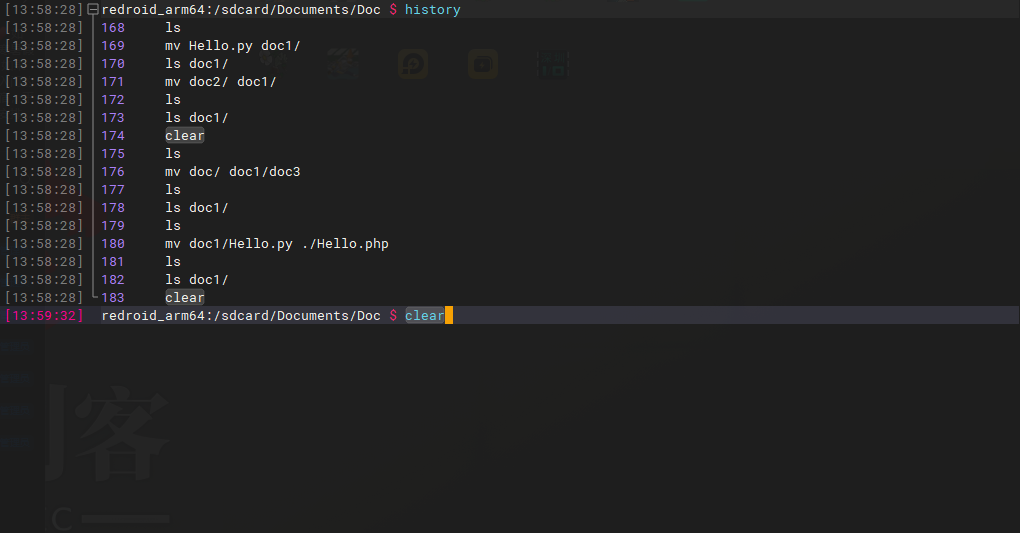 [13:58:28] redroid_arm64:/sdcard/Documents/Doc $ history
[13:58:28] 168 ls
[13:58:28] 169 mv Hello.py doc1/
[13:58:28] 170 ls doc1/
[13:58:28] 171 mv doc2/ doc1/
[13:58:28] 172 ls
[13:58:28] 173 ls doc1/
[13:58:28] 174 clear
[13:58:28] 175 ls
[13:58:28] 176 mv doc/ doc1/doc3
[13:58:28] 177 ls
[13:58:28] 178 ls doc1/
[13:58:28] 179 ls
[13:58:28] 180 mv doc1/Hello.py ./Hello.php
[13:58:28] 181 ls
[13:58:28] 182 ls doc1/
[13:58:28] 183 clear
[13:59:32] redroid_arm64:/sdcard/Documents/Doc $ clear
客
C